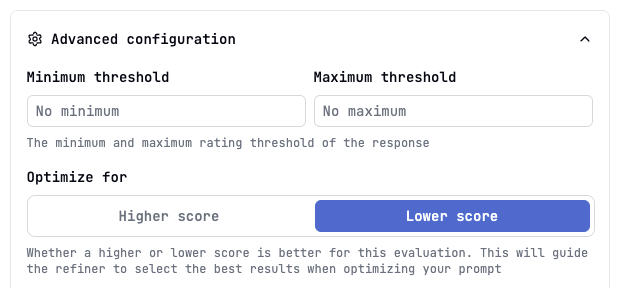 Advanced configuration
Minimum threshold
Maximum threshold
No minimum
No maximum
The minimum and maximum rating threshold of the response
Optimize for
Higher score
Lower score
Whether a higher or lower score is better for this evaluation. This will guide
the refiner to select the best results when optimizing your prompt